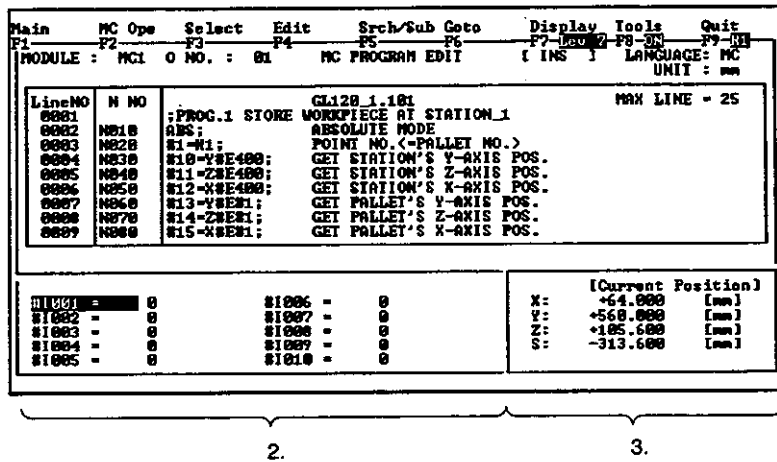 Main MC Ope Select Edit Srch/Sub Goto Display Tools Quit
F1 F2 F3 F4 F5 F6 F7 Lev 7 F8 ON F9 R1
MODULE : MC1 O NO. : 01 MC PROGRAM EDIT [ INS ] LANGUAGE: MC
UNIT : mm
LineNO N NO GL120_1.101 MAX LINE = 25
0001 ;PROG.1 STORE WORKPIECE AT STATION_1
0002 N010 ABS; ABSOLUTE MODE
0003 N020 #1=M1; POINT NO.<=PALLET NO.>
0004 N030 #10=Y#E400; GET STATION'S Y-AXIS POS.
0005 N040 #11=Z#E400; GET STATION'S Z-AXIS POS.
0006 N050 #12=X#E400; GET STATION'S X-AXIS POS.
0007 N060 #13=Y#E#1; GET PALLET'S Y-AXIS POS.
0008 N070 #14=Z#E#1; GET PALLET'S Z-AXIS POS.
0009 N080 #15=X#E#1; GET PALLET'S X-AXIS POS.
#I001 = 0 #I006 = 0
#I002 = 0 #I007 = 0
#I003 = 0 #I008 = 0
#I004 = 0 #I009 = 0
#I005 = 0 #I010 = 0
[Current Position]
X: +64.000 [mm]
Y: +560.000 [mm]
Z: +105.600 [mm]
S: -313.600 [mm]
2. 3.